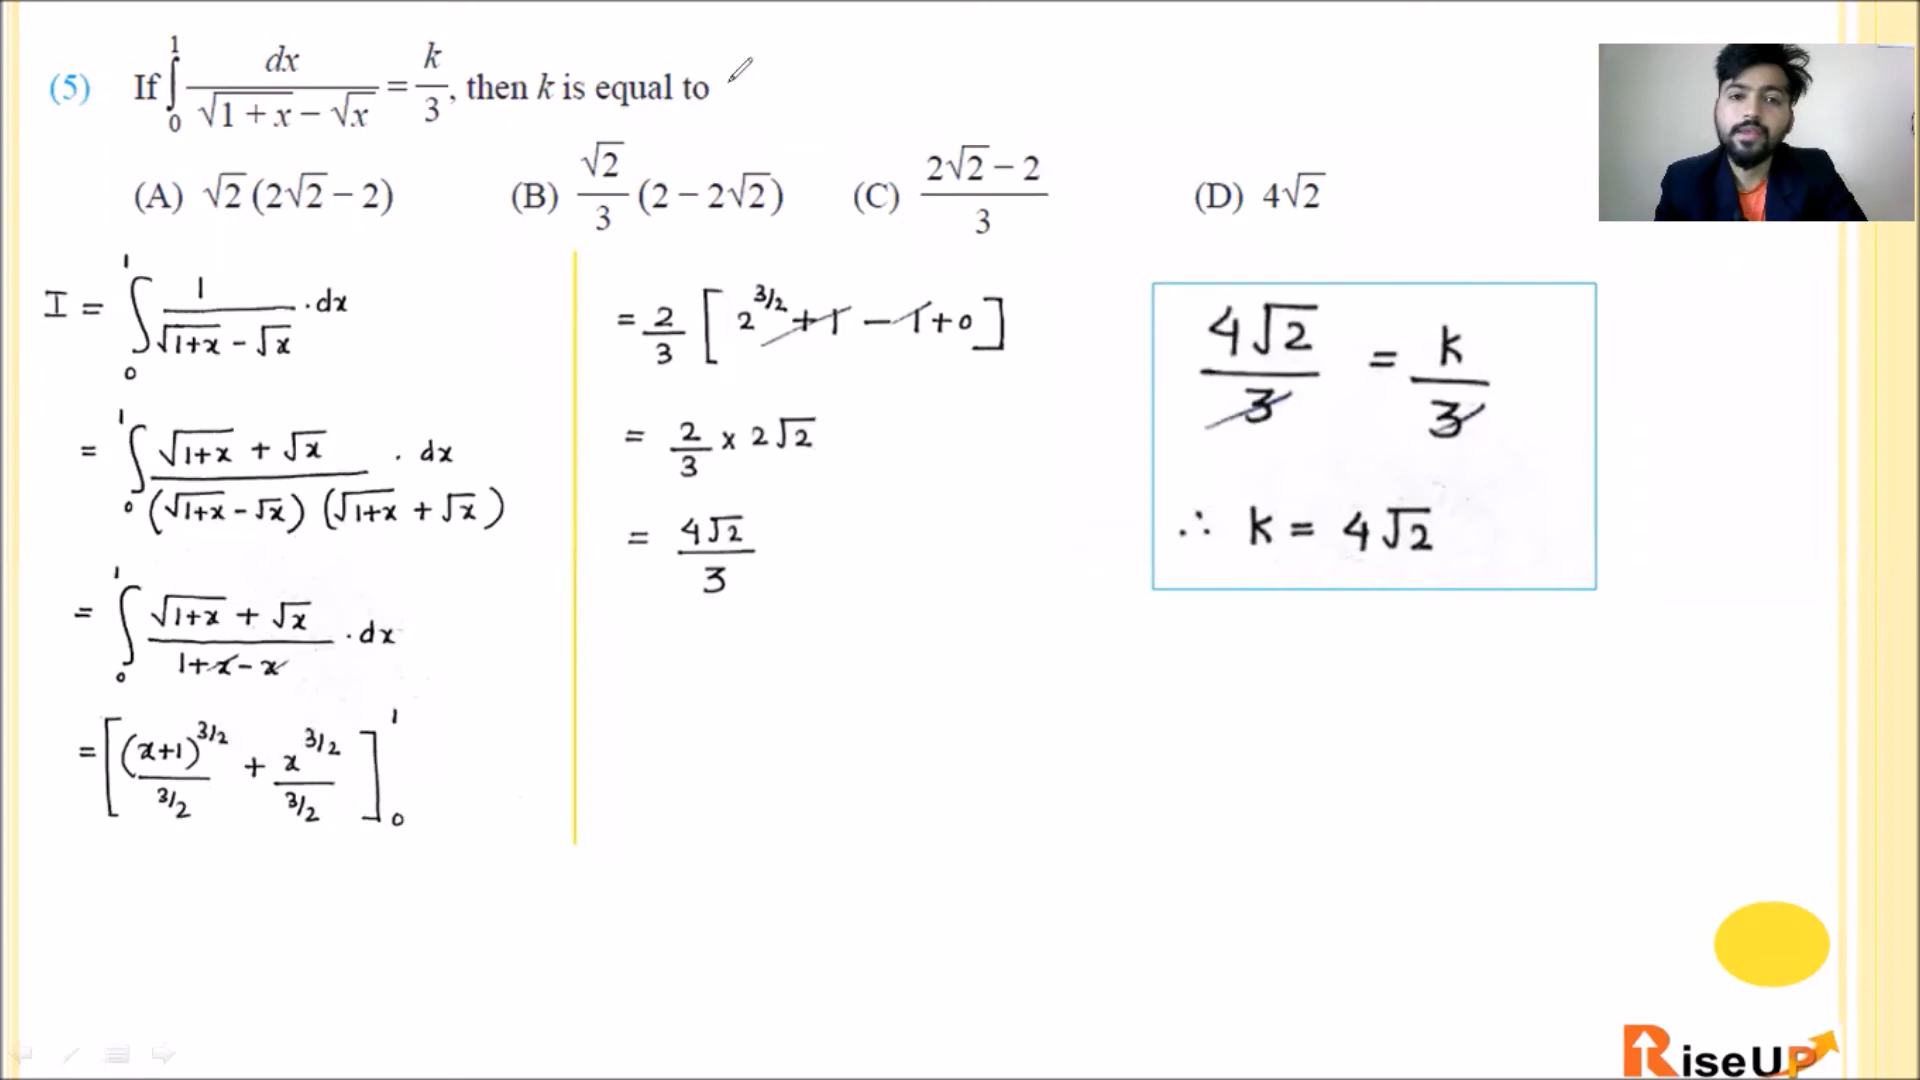 (5) If ∫₀¹ dx/(√(1 + x) − √x) = k/3, then k is equal to
(A) √2 (2√2 − 2) (B) √2/3 (2 − 2√2) (C) (2√2 − 2)/3 (D) 4√2
I = ∫₀¹ 1/(√(1+x) − √x) · dx
= ∫₀¹ (√(1+x) + √x)/((√(1+x) − √x) (√(1+x) + √x)) · dx
= ∫₀¹ (√(1+x) + √x)/(1+x−x) · dx
= [(x+1)^(3/2)/(3/2) + x^(3/2)/(3/2)]₀¹
= 2/3 [2^(3/2) + 1 − 1 + 0]
= 2/3 × 2√2
= 4√2/3
4√2/3 = k/3
∴ k = 4√2
RiseUP